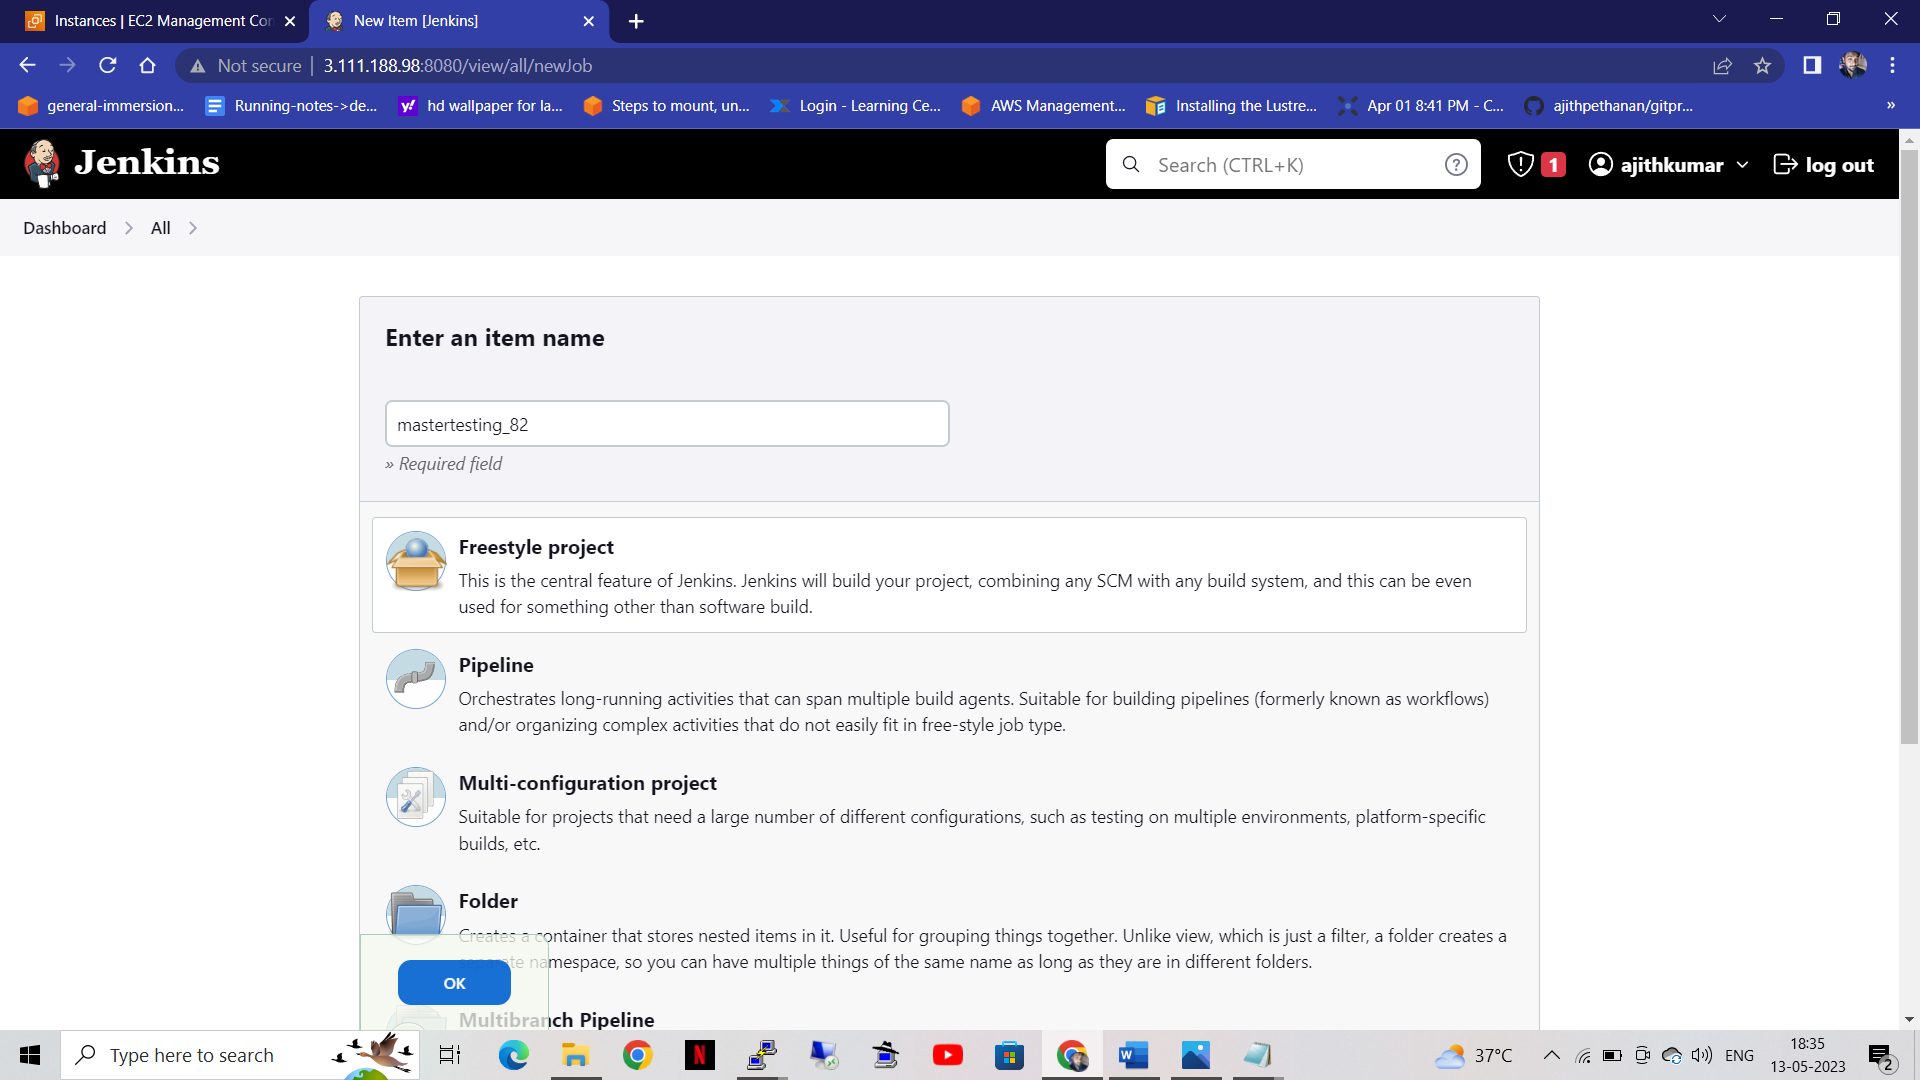 Instances | EC2 Management Con
New Item [Jenkins]
Not secure
3.111.188.98:8080/view/all/newJob
general-immersion...
Running-notes->de...
hd wallpaper for la...
Steps to mount, un...
Login - Learning Ce...
AWS Management...
Installing the Lustre...
Apr 01 8:41 PM - C...
ajithpethanan/gitpr...
»
Jenkins
Search (CTRL+K)
1
ajithkumar
log out
Dashboard
All
Enter an item name
mastertesting_82
» Required field
Freestyle project
This is the central feature of Jenkins. Jenkins will build your project, combining any SCM with any build system, and this can be even
used for something other than software build.
Pipeline
Orchestrates long-running activities that can span multiple build agents. Suitable for building pipelines (formerly known as workflows)
and/or organizing complex activities that do not easily fit in free-style job type.
Multi-configuration project
Suitable for projects that need a large number of different configurations, such as testing on multiple environments, platform-specific
builds, etc.
Folder
Creates a container that stores nested items in it. Useful for grouping things together. Unlike view, which is just a filter, a folder creates a
separate namespace, so you can have multiple things of the same name as long as they are in different folders.
OK
Multibranch Pipeline
Type here to search
37°C
ENG
18:35
13-05-2023
2